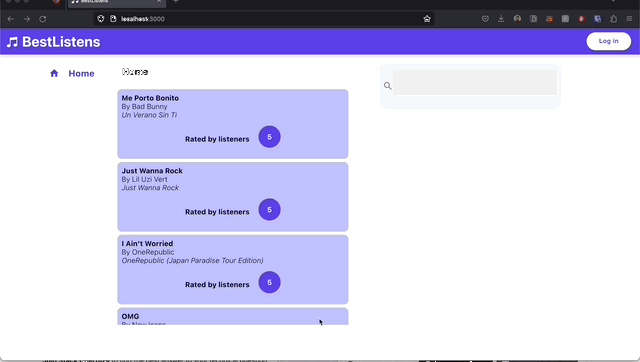 BestListens
localhost:3000
BestListens
Log in
Home
Home
Me Porto Bonito
By Bad Bunny
Un Verano Sin Ti
Rated by listeners 5
Just Wanna Rock
By Lil Uzi Vert
Just Wanna Rock
Rated by listeners 5
I Ain't Worried
By OneRepublic
OneRepublic (Japan Paradise Tour Edition)
Rated by listeners 5
OMG